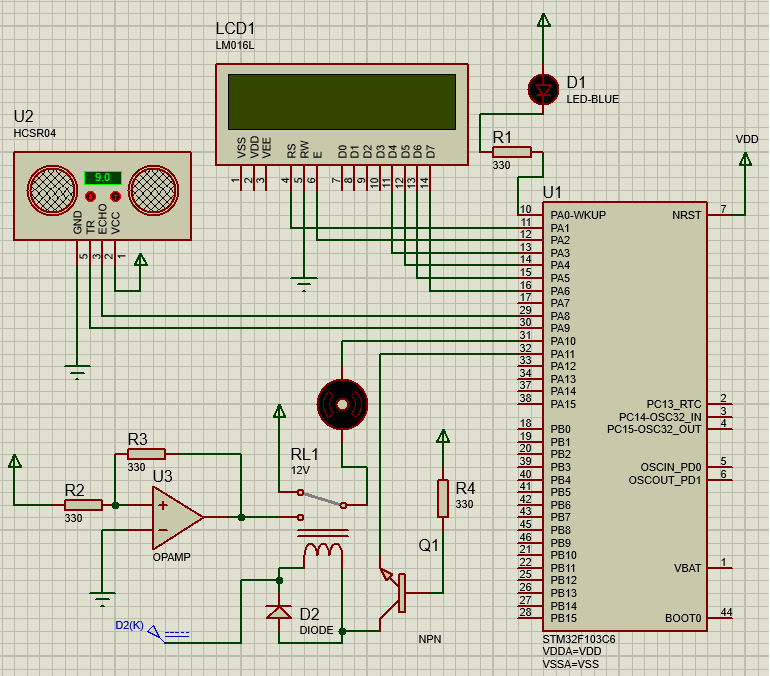 LCD1
LM016L
VSS
VDD
VEE
RS
RW
E
D0
D1
D2
D3
D4
D5
D6
D7
1
2
3
4
5
6
7
8
9
10
11
12
13
14
D1
LED-BLUE
R1
330
U2
HCSR04
9.0
GND
TR
ECHO
VCC
5
3
2
1
VDD
U1
10 PA0-WKUP
11 PA1
12 PA2
13 PA3
14 PA4
15 PA5
16 PA6
17 PA7
29 PA8
30 PA9
31 PA10
32 PA11
33 PA12
34 PA13
37 PA14
38 PA15
18 PB0
19 PB1
20 PB2
39 PB3
40 PB4
41 PB5
42 PB6
43 PB7
45 PB8
46 PB9
21 PB10
22 PB11
25 PB12
26 PB13
27 PB14
28 PB15
NRST 7
PC13_RTC 2
PC14-OSC32_IN 3
PC15-OSC32_OUT 4
OSCIN_PD0 5
OSCOUT_PD1 6
VBAT 1
BOOT0 44
STM32F103C6
VDDA=VDD
VSSA=VSS
R3
330
R2
330
U3
OPAMP
RL1
12V
R4
330
Q1
NPN
D2
DIODE
D2(K)